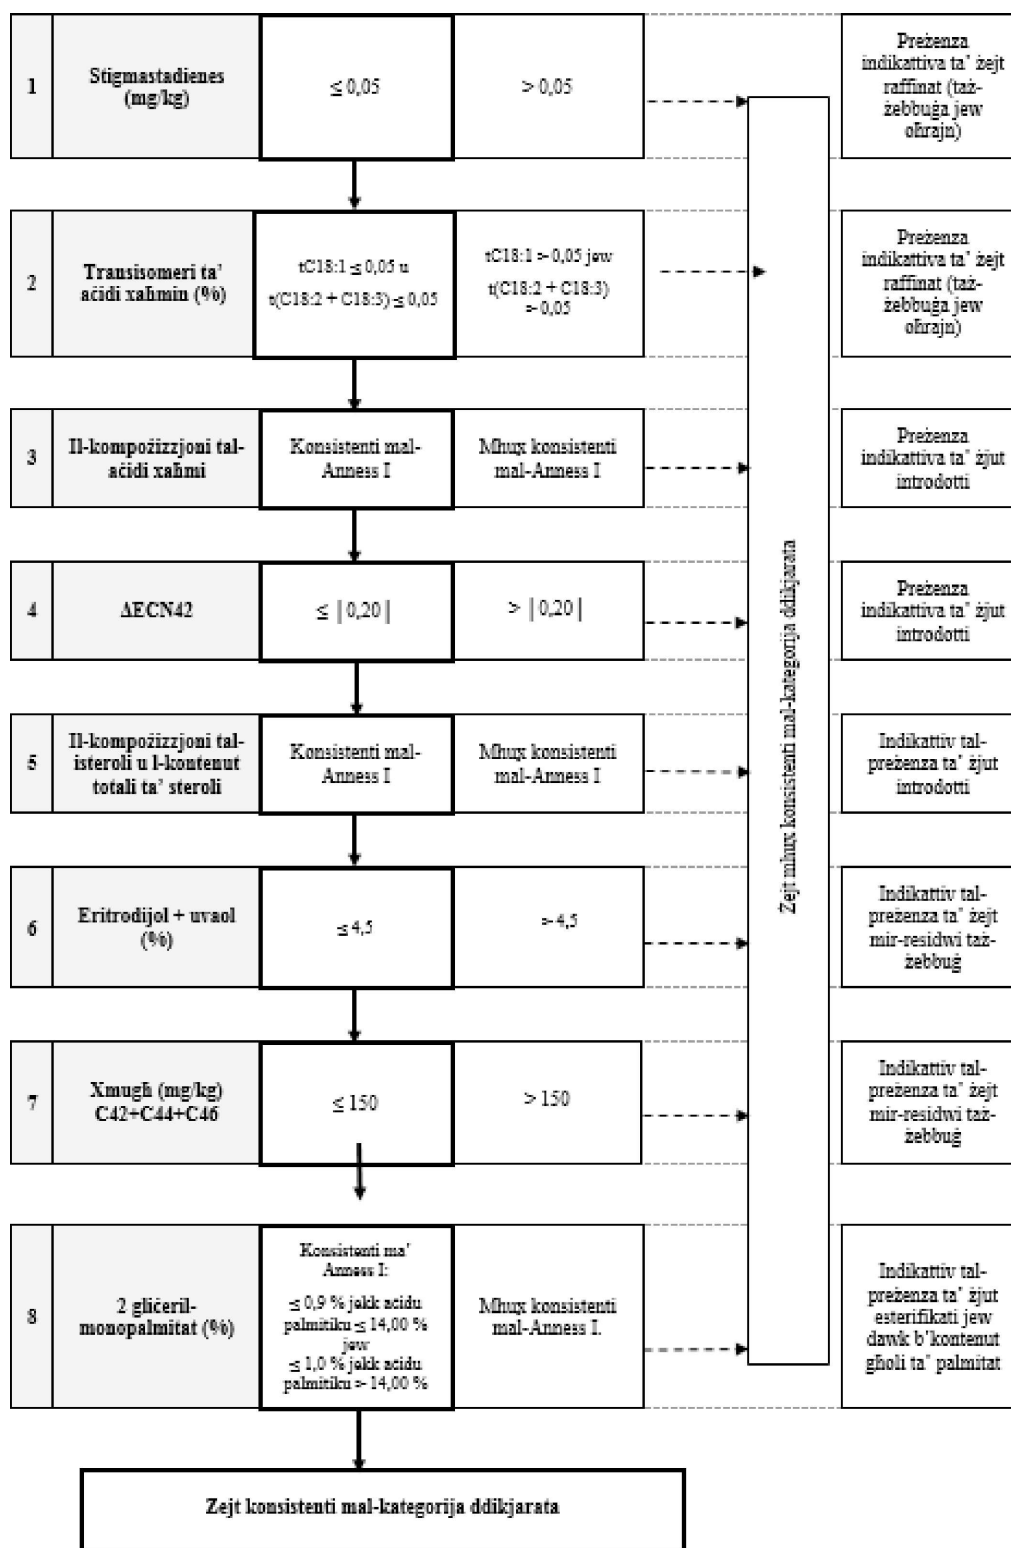 1
Stigmastadienes
(mg/kg)
≤ 0,05
> 0,05
Preżenza
indikattiva ta’ żejt
raffinat (taż-
żebbuġa jew
oħrajn)
2
Transisomeri ta’
aċidi xaħmin (%)
tC18:1 ≤ 0,05 u
t(C18:2 + C18:3) ≤ 0,05
tC18:1 > 0,05 jew
t(C18:2 + C18:3)
> 0,05
Preżenza
indikattiva ta’ żejt
raffinat (taż-
żebbuġa jew
oħrajn)
3
Il-kompożizzjoni tal-
aċidi xaħmi
Konsistenti mal-
Anness I
Mhux konsistenti
mal-Anness I
Preżenza
indikattiva ta’ żjut
introdotti
4
ΔECN42
≤ | 0,20 |
> | 0,20 |
Preżenza
indikattiva ta’ żjut
introdotti
5
Il-kompożizzjoni tal-
isteroli u l-kontenut
totali ta’ steroli
Konsistenti mal-
Anness I
Mhux konsistenti
mal-Anness I
Indikattiv tal-
preżenza ta’ żjut
introdotti
6
Eritrodijol + uvaol
(%)
≤ 4,5
> 4,5
Indikattiv tal-
preżenza ta’ żejt
mir-residwi taż-
żebbuġ
7
Xmugħ (mg/kg)
C42+C44+C46
≤ 150
> 150
Indikattiv tal-
preżenza ta’ żejt
mir-residwi taż-
żebbuġ
8
2 gliċeril-
monopalmitat (%)
Konsistenti ma’
Anness I:
≤ 0,9 % jekk aċidu
palmitiku ≤ 14,00 %
jew
≤ 1,0 % jekk aċidu
palmitiku > 14,00 %
Mhux konsistenti
mal-Anness I.
Indikattiv tal-
preżenza ta’ żjut
esterifikati jew
dawk b’kontenut
għoli ta’ palmitat
Żejt mhux konsistenti mal-kategorija ddikjarata
Żejt konsistenti mal-kategorija ddikjarata